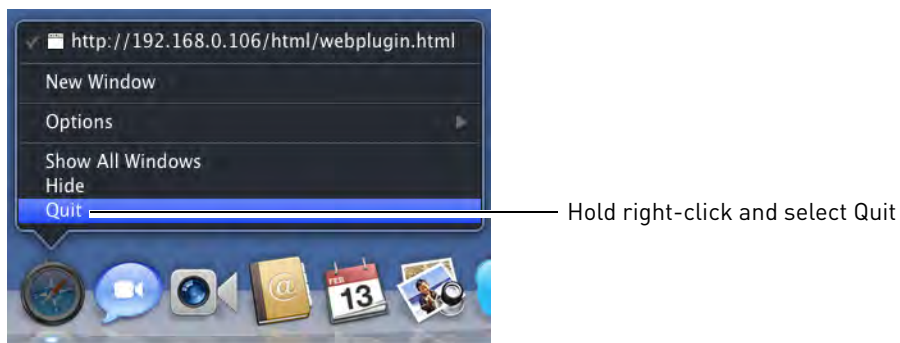 http://192.168.0.106/html/webplugin.html
New Window
Options
Show All Windows
Hide
Quit
Hold right-click and select Quit
@
FEB
13